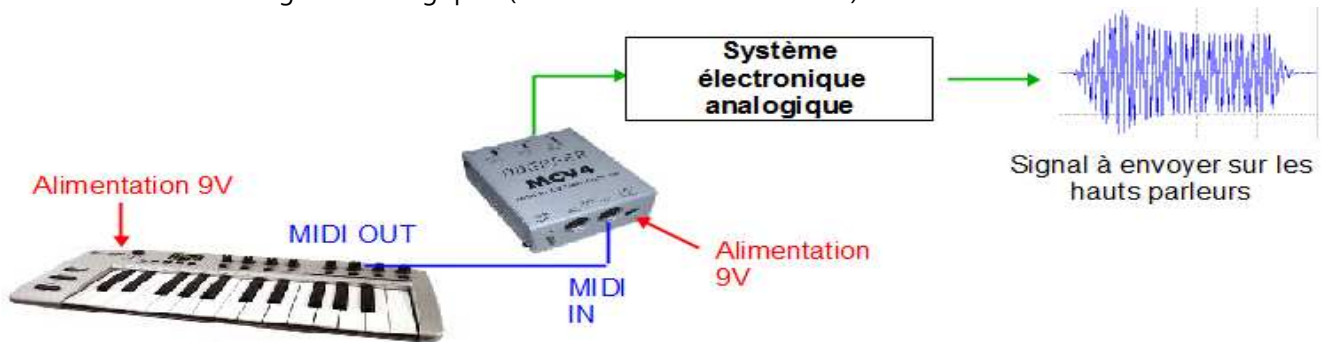 Système
électronique
analogique
Signal à envoyer sur les
hauts parleurs
MCV4
Alimentation 9V
MIDI OUT
Alimentation
9V
MIDI
IN